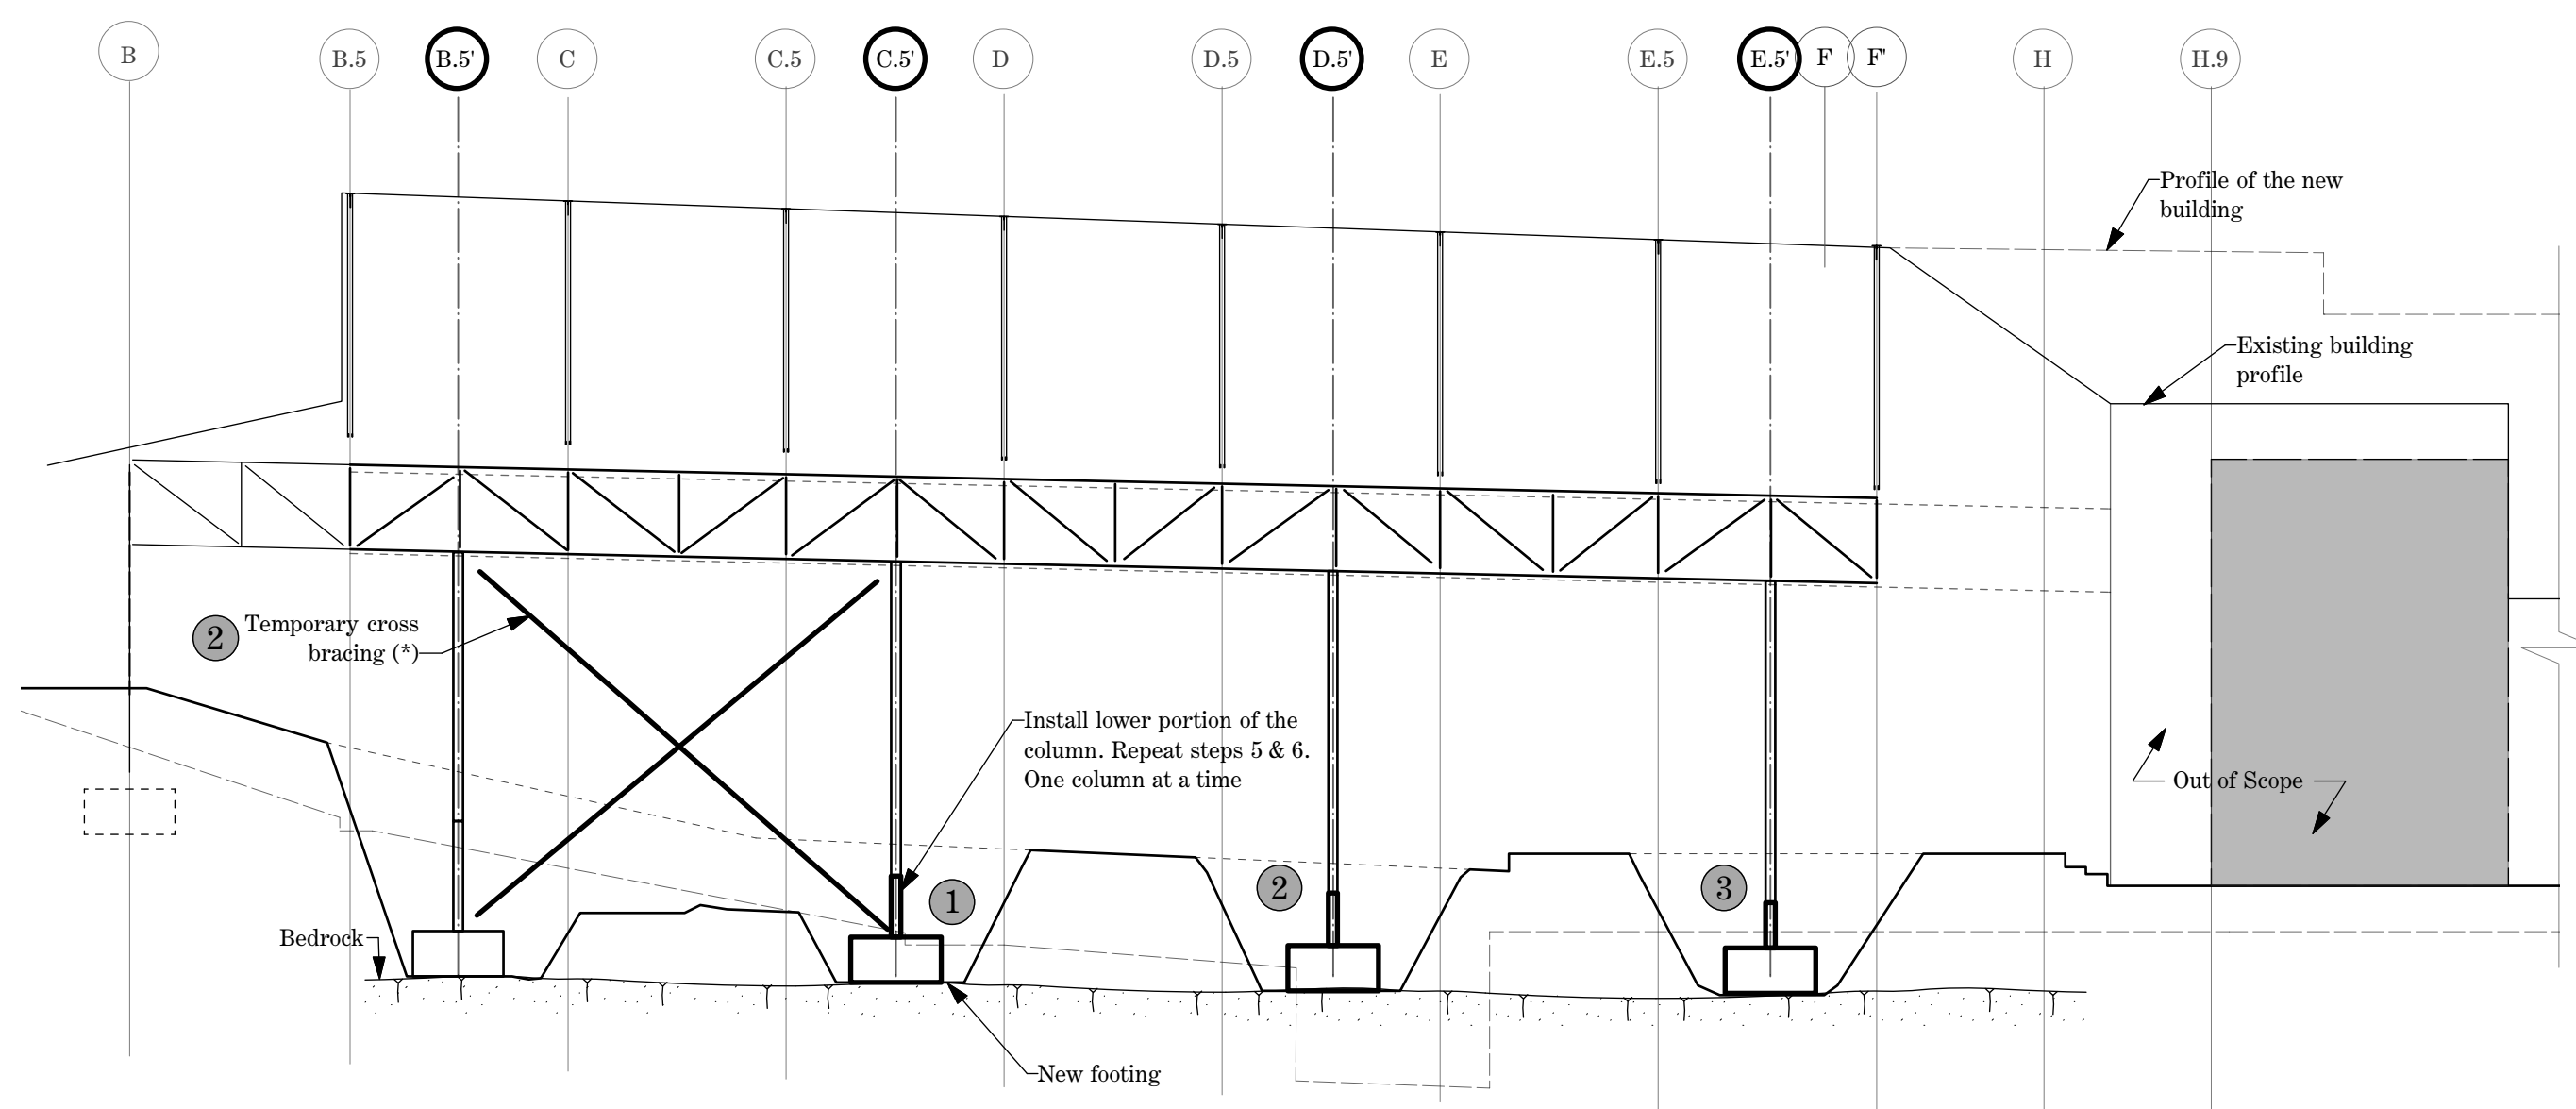 B
B.5
B.5'
C
C.5
C.5'
D
D.5
D.5'
E
E.5
E.5'
F
F'
H
H.9
Profile of the new
building
Existing building
profile
2
Temporary cross
bracing (*)
Install lower portion of the
column. Repeat steps 5 & 6.
One column at a time
Out of Scope
1
2
3
Bedrock
New footing